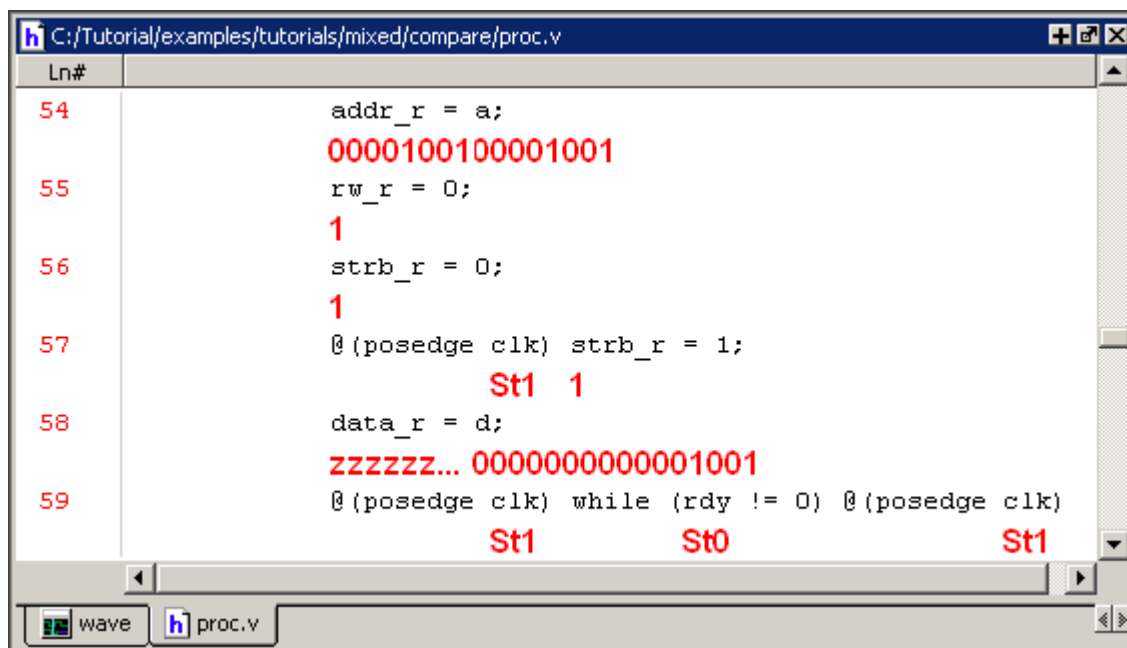 C:/Tutorial/examples/tutorials/mixed/compare/proc.v
Ln#
54 addr_r = a;
0000100100001001
55 rw_r = 0;
1
56 strb_r = 0;
1
57 @(posedge clk) strb_r = 1;
St1 1
58 data_r = d;
zzzzzz... 0000000000001001
59 @(posedge clk) while (rdy != 0) @(posedge clk)
St1 St0 St1
wave h proc.v